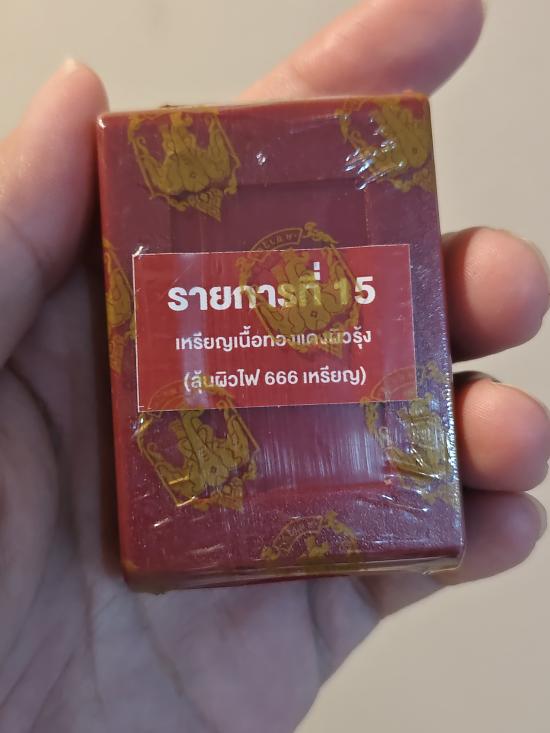 รายการที่ 15
เหรียญเนื้อทองแดงผิวรุ้ง
(ลุ้นผิวไฟ 666 เหรียญ)